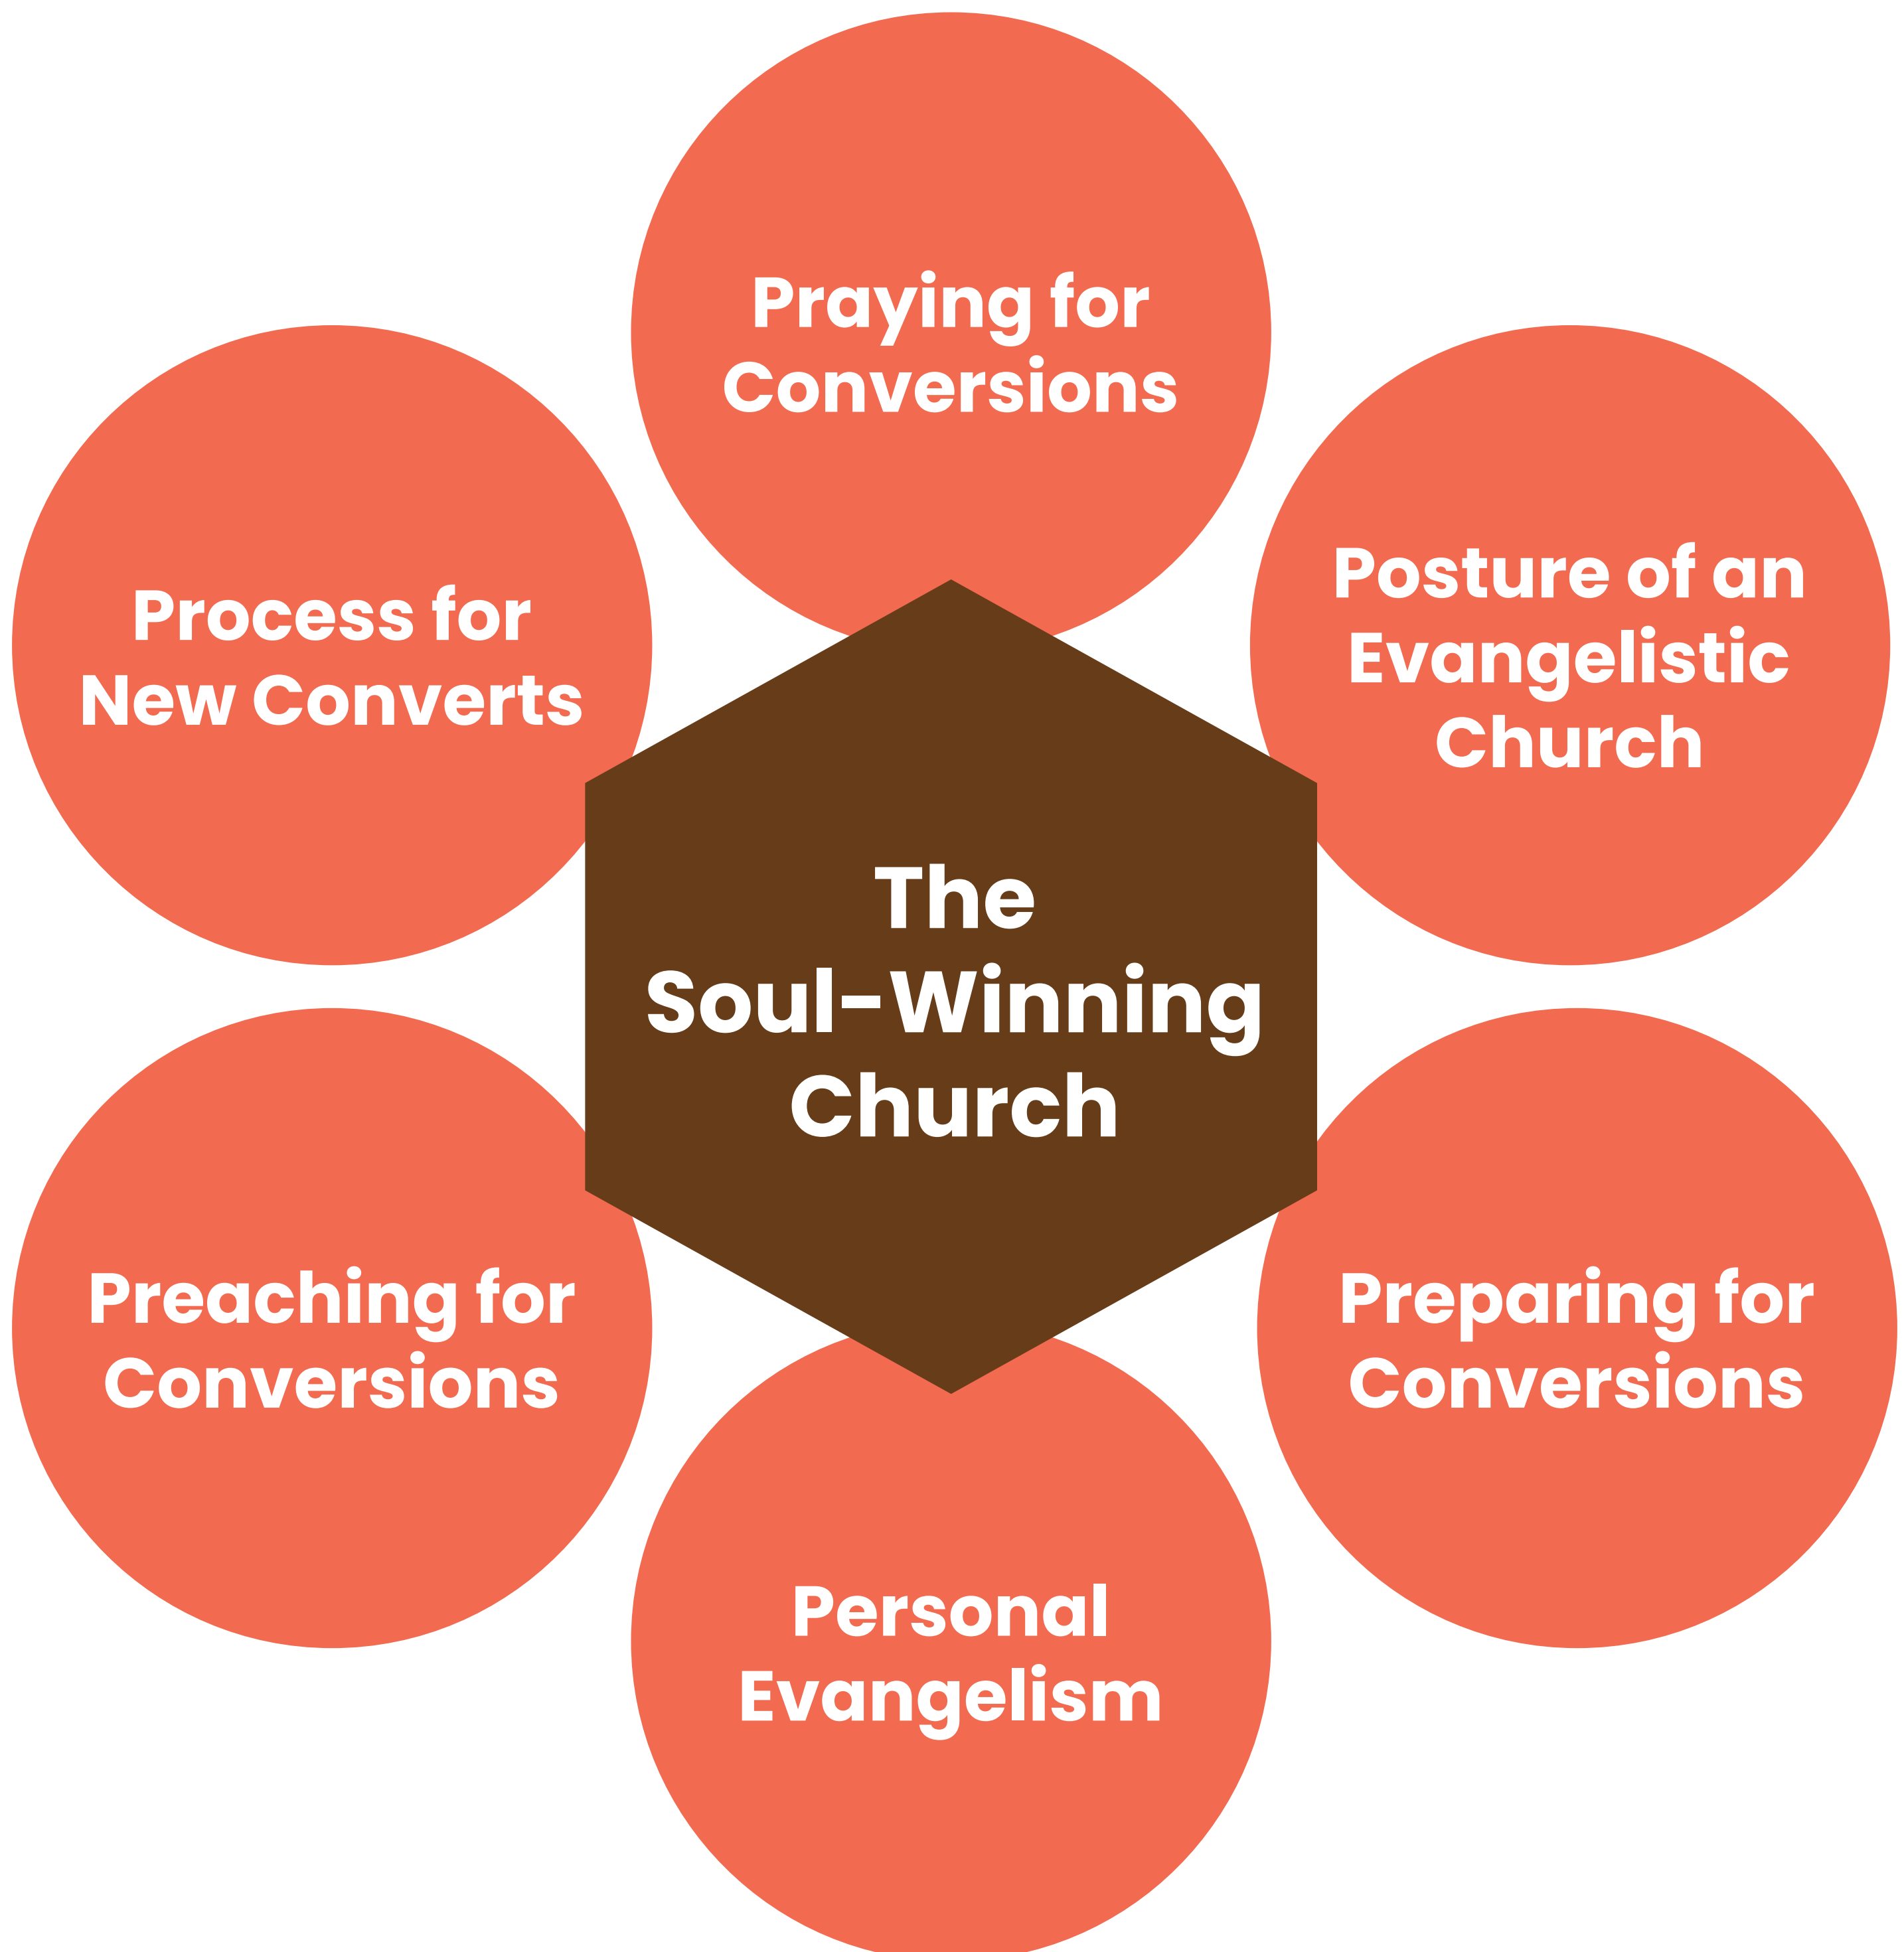 Praying for
Conversions
Posture of an
Evangelistic
Church
Process for
New Converts
The
Soul-Winning
Church
Preparing for
Conversions
Preaching for
Conversions
Personal
Evangelism